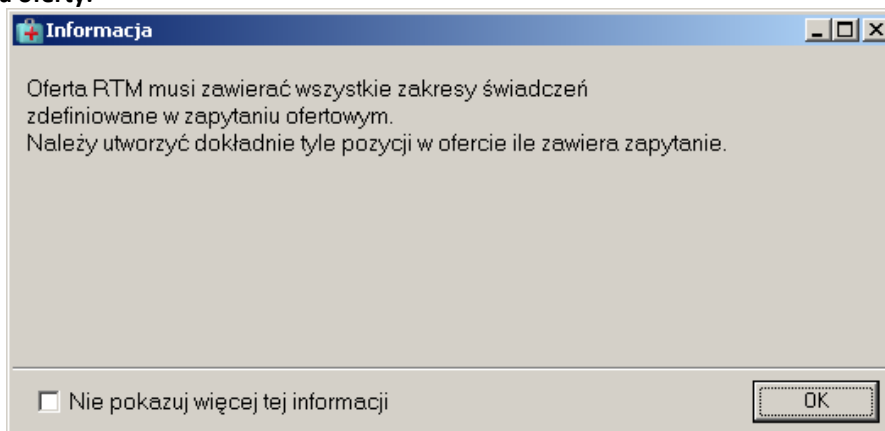 oferty.
Informacja
Oferta RTM musi zawierać wszystkie zakresy świadczeń
zdefiniowane w zapytaniu ofertowym.
Należy utworzyć dokładnie tyle pozycji w ofercie ile zawiera zapytanie.
Nie pokazuj więcej tej informacji
OK